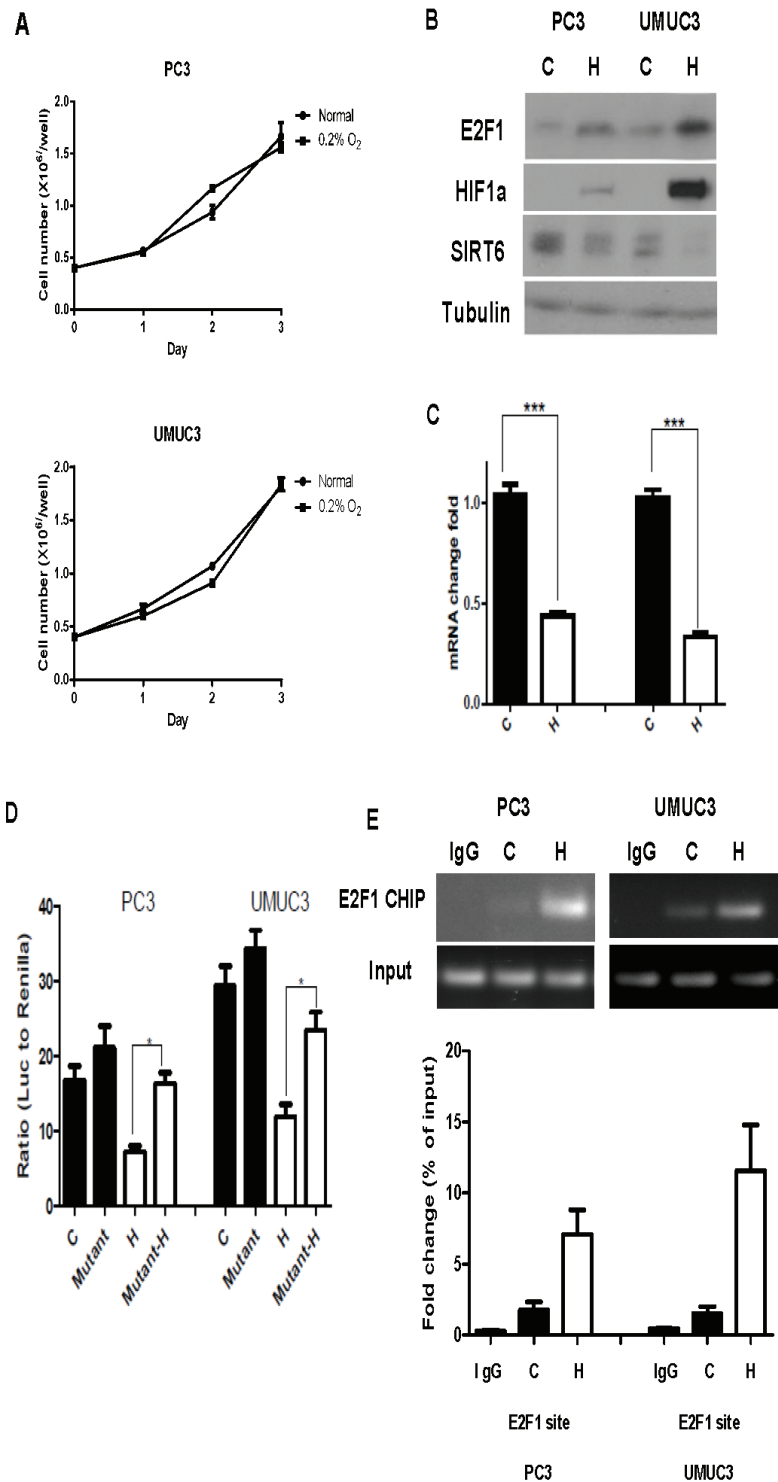 A
PC3
Cell number (X10⁶/well)
2.0
1.5
1.0
0.5
0.0
0 1 2 3
Day
Normal
0.2% O₂
UMUC3
Cell number (X10⁶/well)
2.0
1.5
1.0
0.5
0.0
0 1 2 3
Day
Normal
0.2% O₂
B
PC3 UMUC3
C H C H
E2F1
HIF1a
SIRT6
Tubulin
C
mRNA change fold
1.0
0.5
0.0
*** ***
C H C H
D
Ratio (Luc to Renilla)
40
30
20
10
0
PC3 UMUC3
* *
C Mutant H Mutant-H C Mutant H Mutant-H
E
PC3 UMUC3
IgG C H IgG C H
E2F1 CHIP
Input
Fold change (% of input)
20
15
10
5
0
IgG C H IgG C H
E2F1 site E2F1 site
PC3 UMUC3